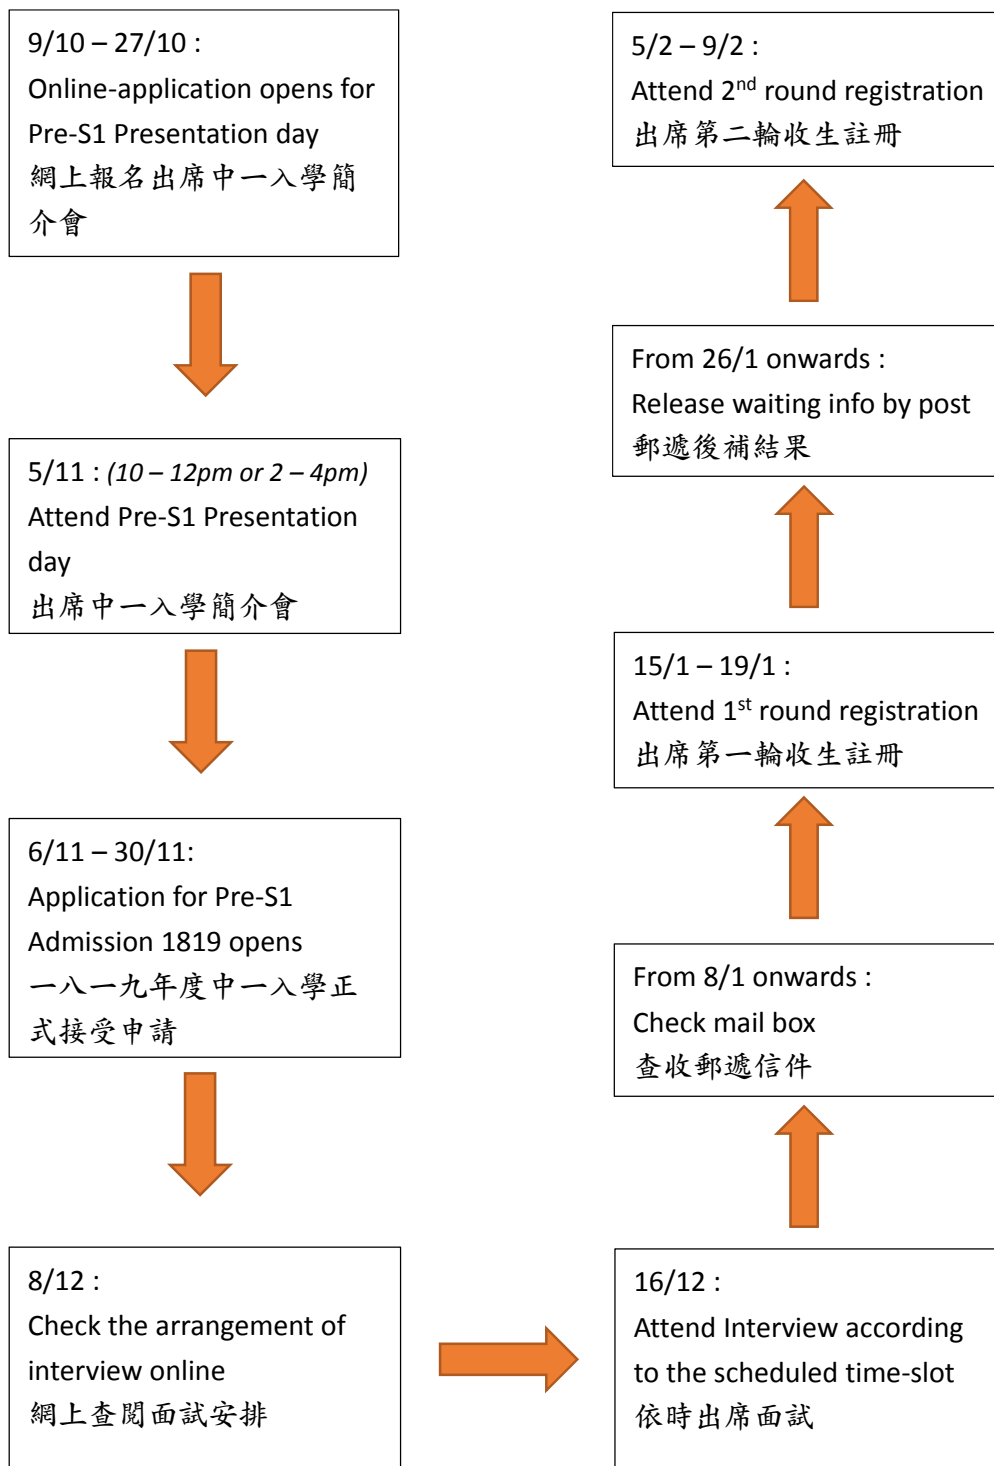 9/10 – 27/10 :
Online-application opens for
Pre-S1 Presentation day
網上報名出席中一入學簡
介會
5/11 : (10 – 12pm or 2 – 4pm)
Attend Pre-S1 Presentation
day
出席中一入學簡介會
6/11 – 30/11:
Application for Pre-S1
Admission 1819 opens
一八一九年度中一入學正
式接受申請
8/12 :
Check the arrangement of
interview online
網上查閱面試安排
16/12 :
Attend Interview according
to the scheduled time-slot
依時出席面試
From 8/1 onwards :
Check mail box
查收郵遞信件
15/1 – 19/1 :
Attend 1st round registration
出席第一輪收生註冊
From 26/1 onwards :
Release waiting info by post
郵遞後補結果
5/2 – 9/2 :
Attend 2nd round registration
出席第二輪收生註冊